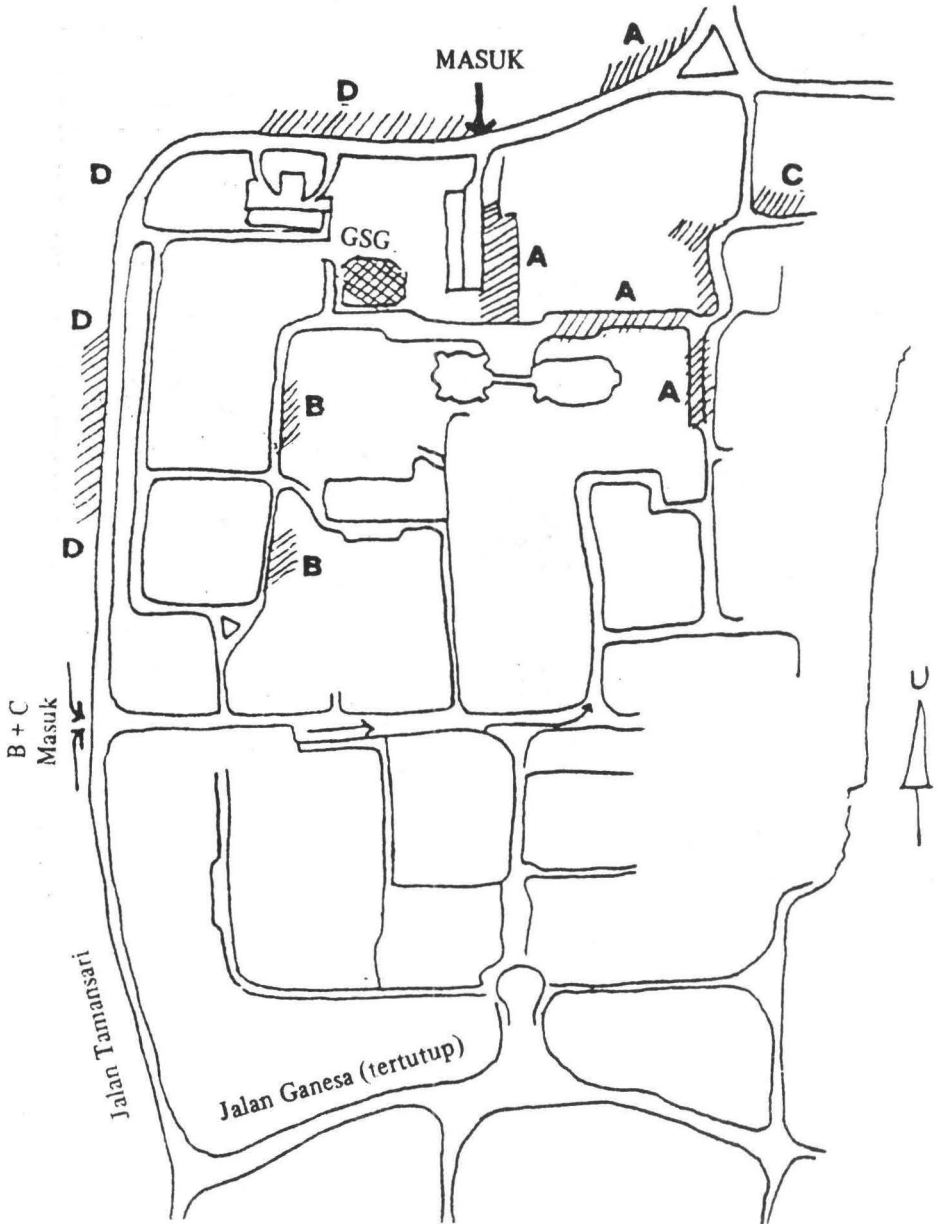 A
MASUK
D
D
C
GSG
A
A
D
A
B
D
B
U
B + C
Masuk
Jalan Tamansari
Jalan Ganesa (tertutup)